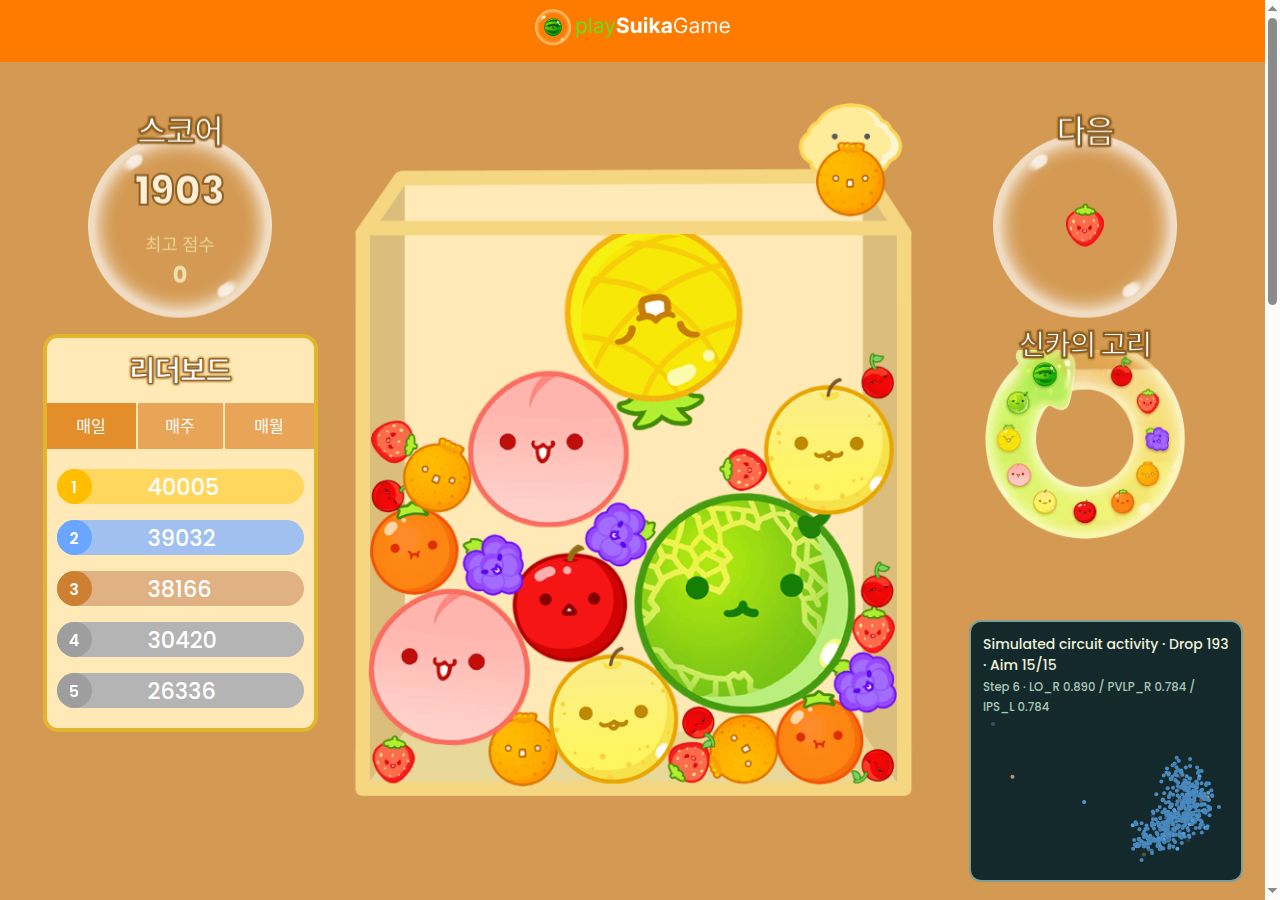 playSuikaGame
스코어
1903
최고 점수
0
리더보드
매일 매주 매월
1 40005
2 39032
3 38166
4 30420
5 26336
다음
신카의 고리
Simulated circuit activity · Drop 193
· Aim 15/15
Step 6 · LO_R 0.890 / PVLP_R 0.784 /
IPS_L 0.784